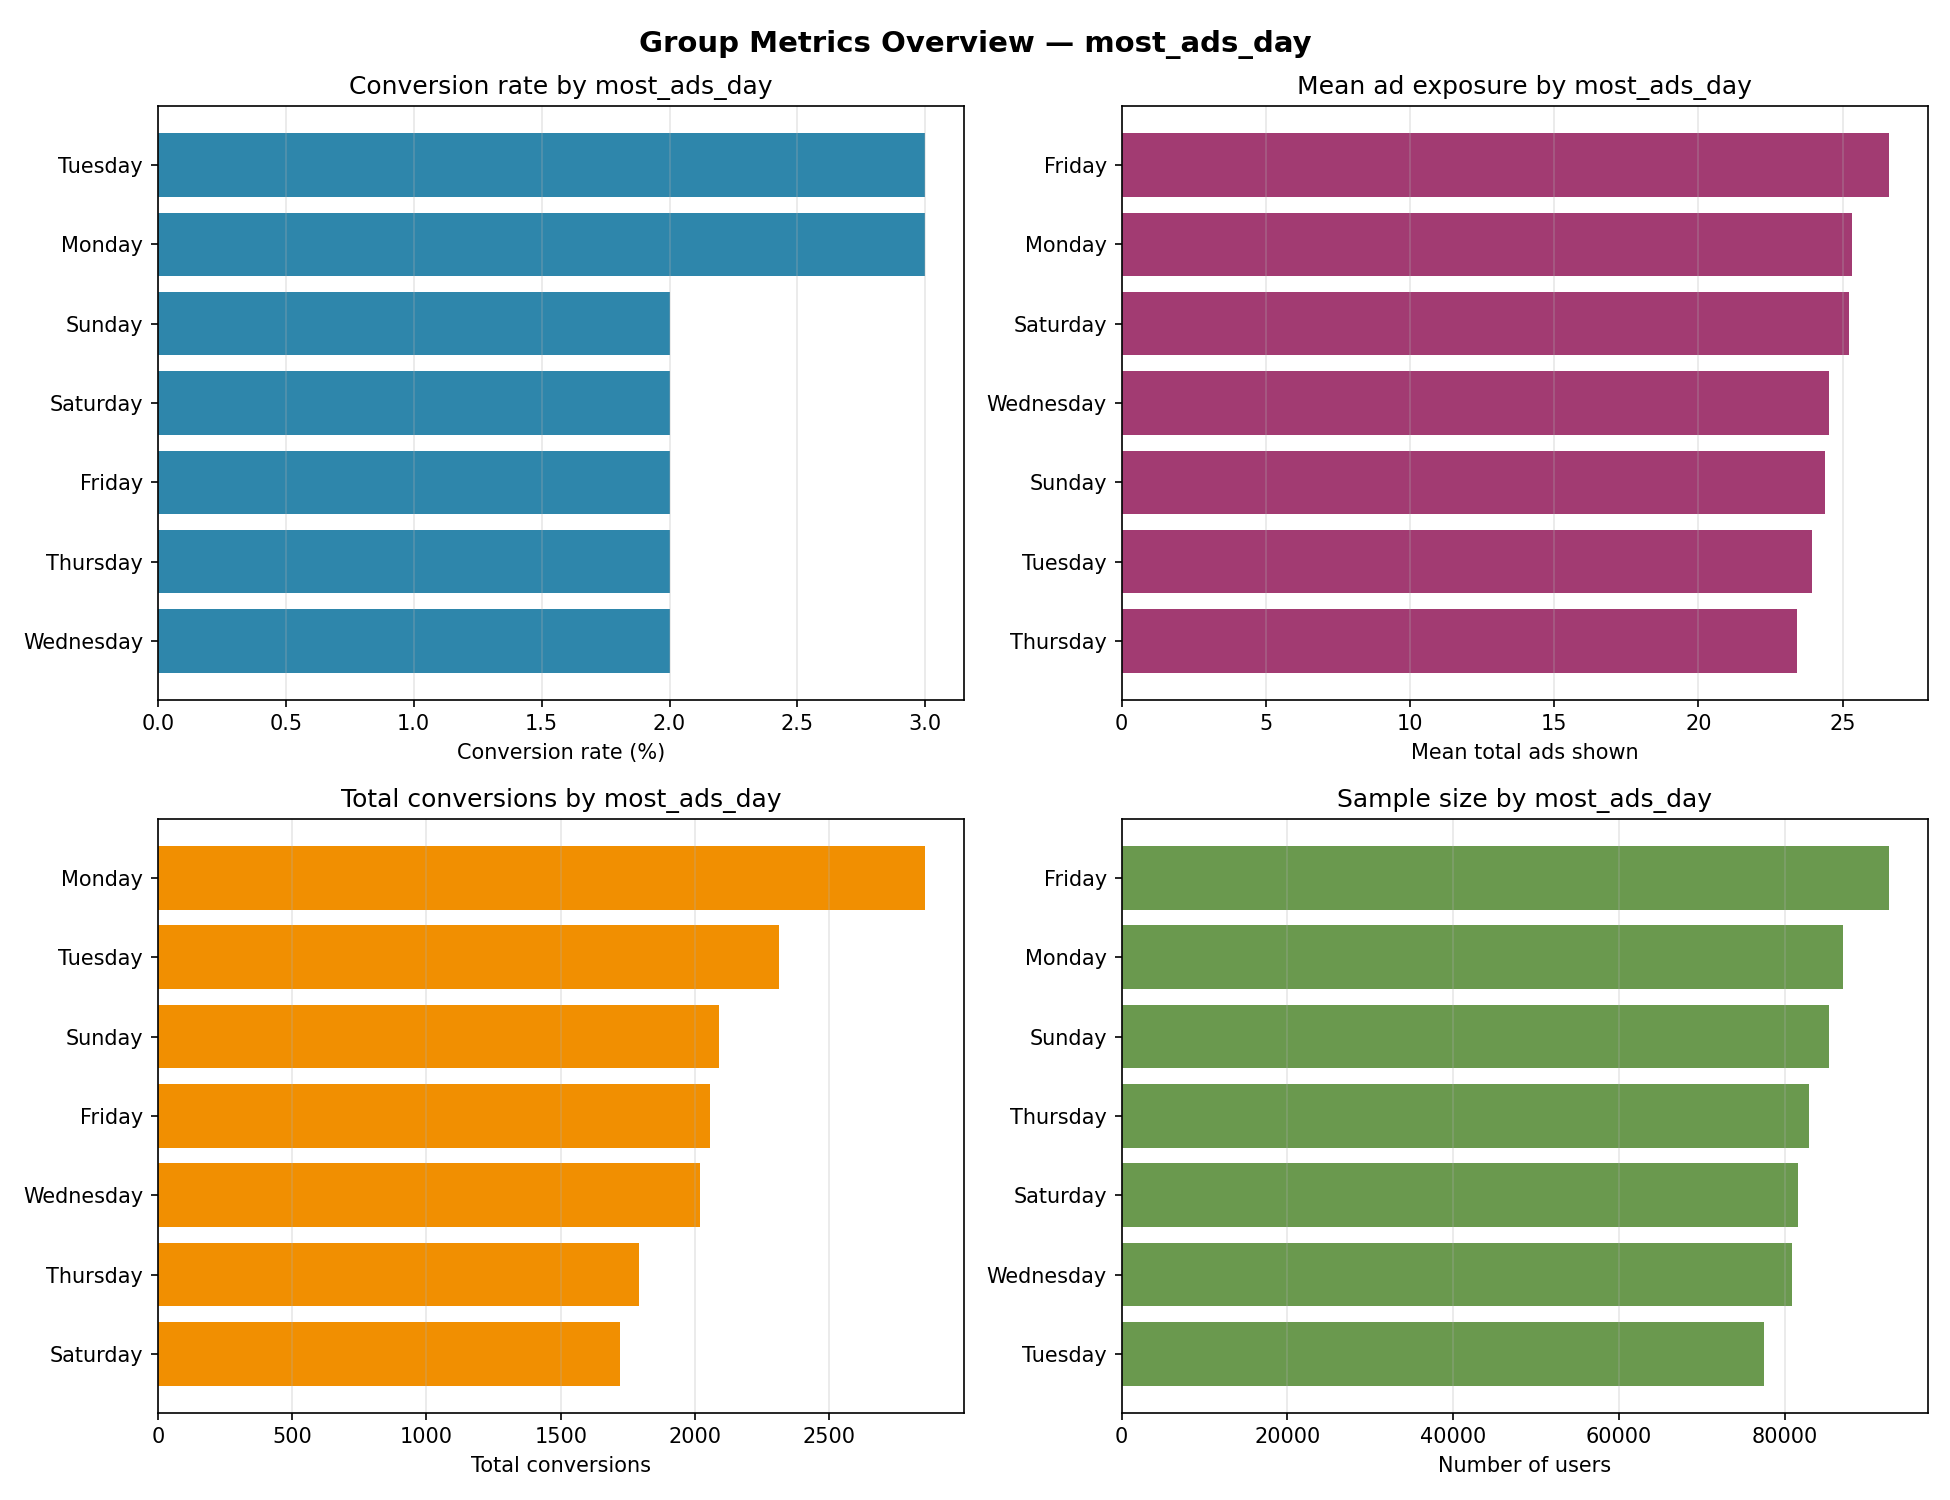 Group Metrics Overview — most_ads_day
Conversion rate by most_ads_day
Tuesday
Monday
Sunday
Saturday
Friday
Thursday
Wednesday
0.0 0.5 1.0 1.5 2.0 2.5 3.0
Conversion rate (%)
Mean ad exposure by most_ads_day
Friday
Monday
Saturday
Wednesday
Sunday
Tuesday
Thursday
0 5 10 15 20 25
Mean total ads shown
Total conversions by most_ads_day
Monday
Tuesday
Sunday
Friday
Wednesday
Thursday
Saturday
0 500 1000 1500 2000 2500
Total conversions
Sample size by most_ads_day
Friday
Monday
Sunday
Thursday
Saturday
Wednesday
Tuesday
0 20000 40000 60000 80000
Number of users